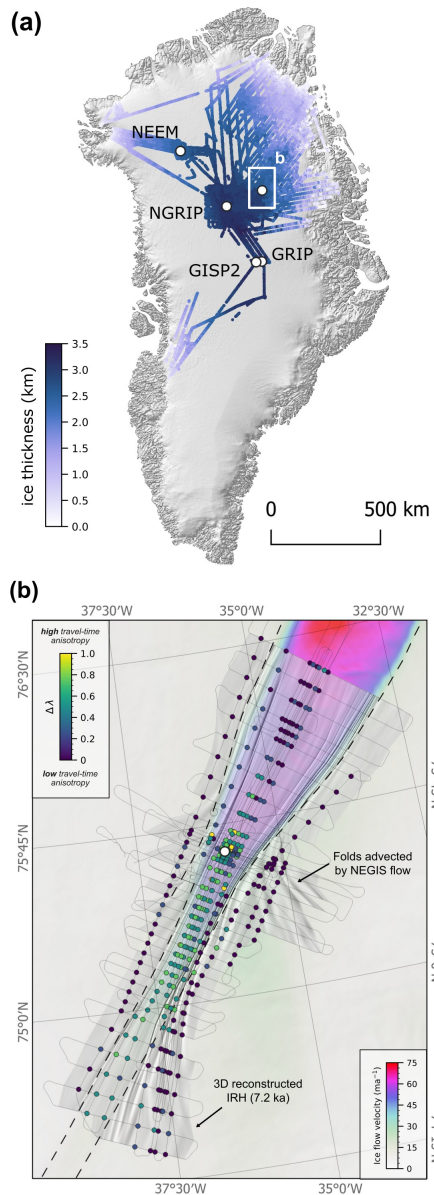 (a)
NEEM
b
NGRIP
GRIP
GISP2
ice thickness (km)
3.5
3.0
2.5
2.0
1.5
1.0
0.5
0.0
0
500 km
(b)
37°30′W
35°0′W
32°30′W
high travel-time
anisotropy
Δλ
1.0
0.8
0.6
0.4
0.2
0
low travel-time
anisotropy
76°30′N
75°45′N
75°0′N
Folds advected
by NEGIS flow
3D reconstructed
IRH (7.2 ka)
Ice flow velocity (ma⁻¹)
75
60
45
30
15
0
37°30′W
35°0′W